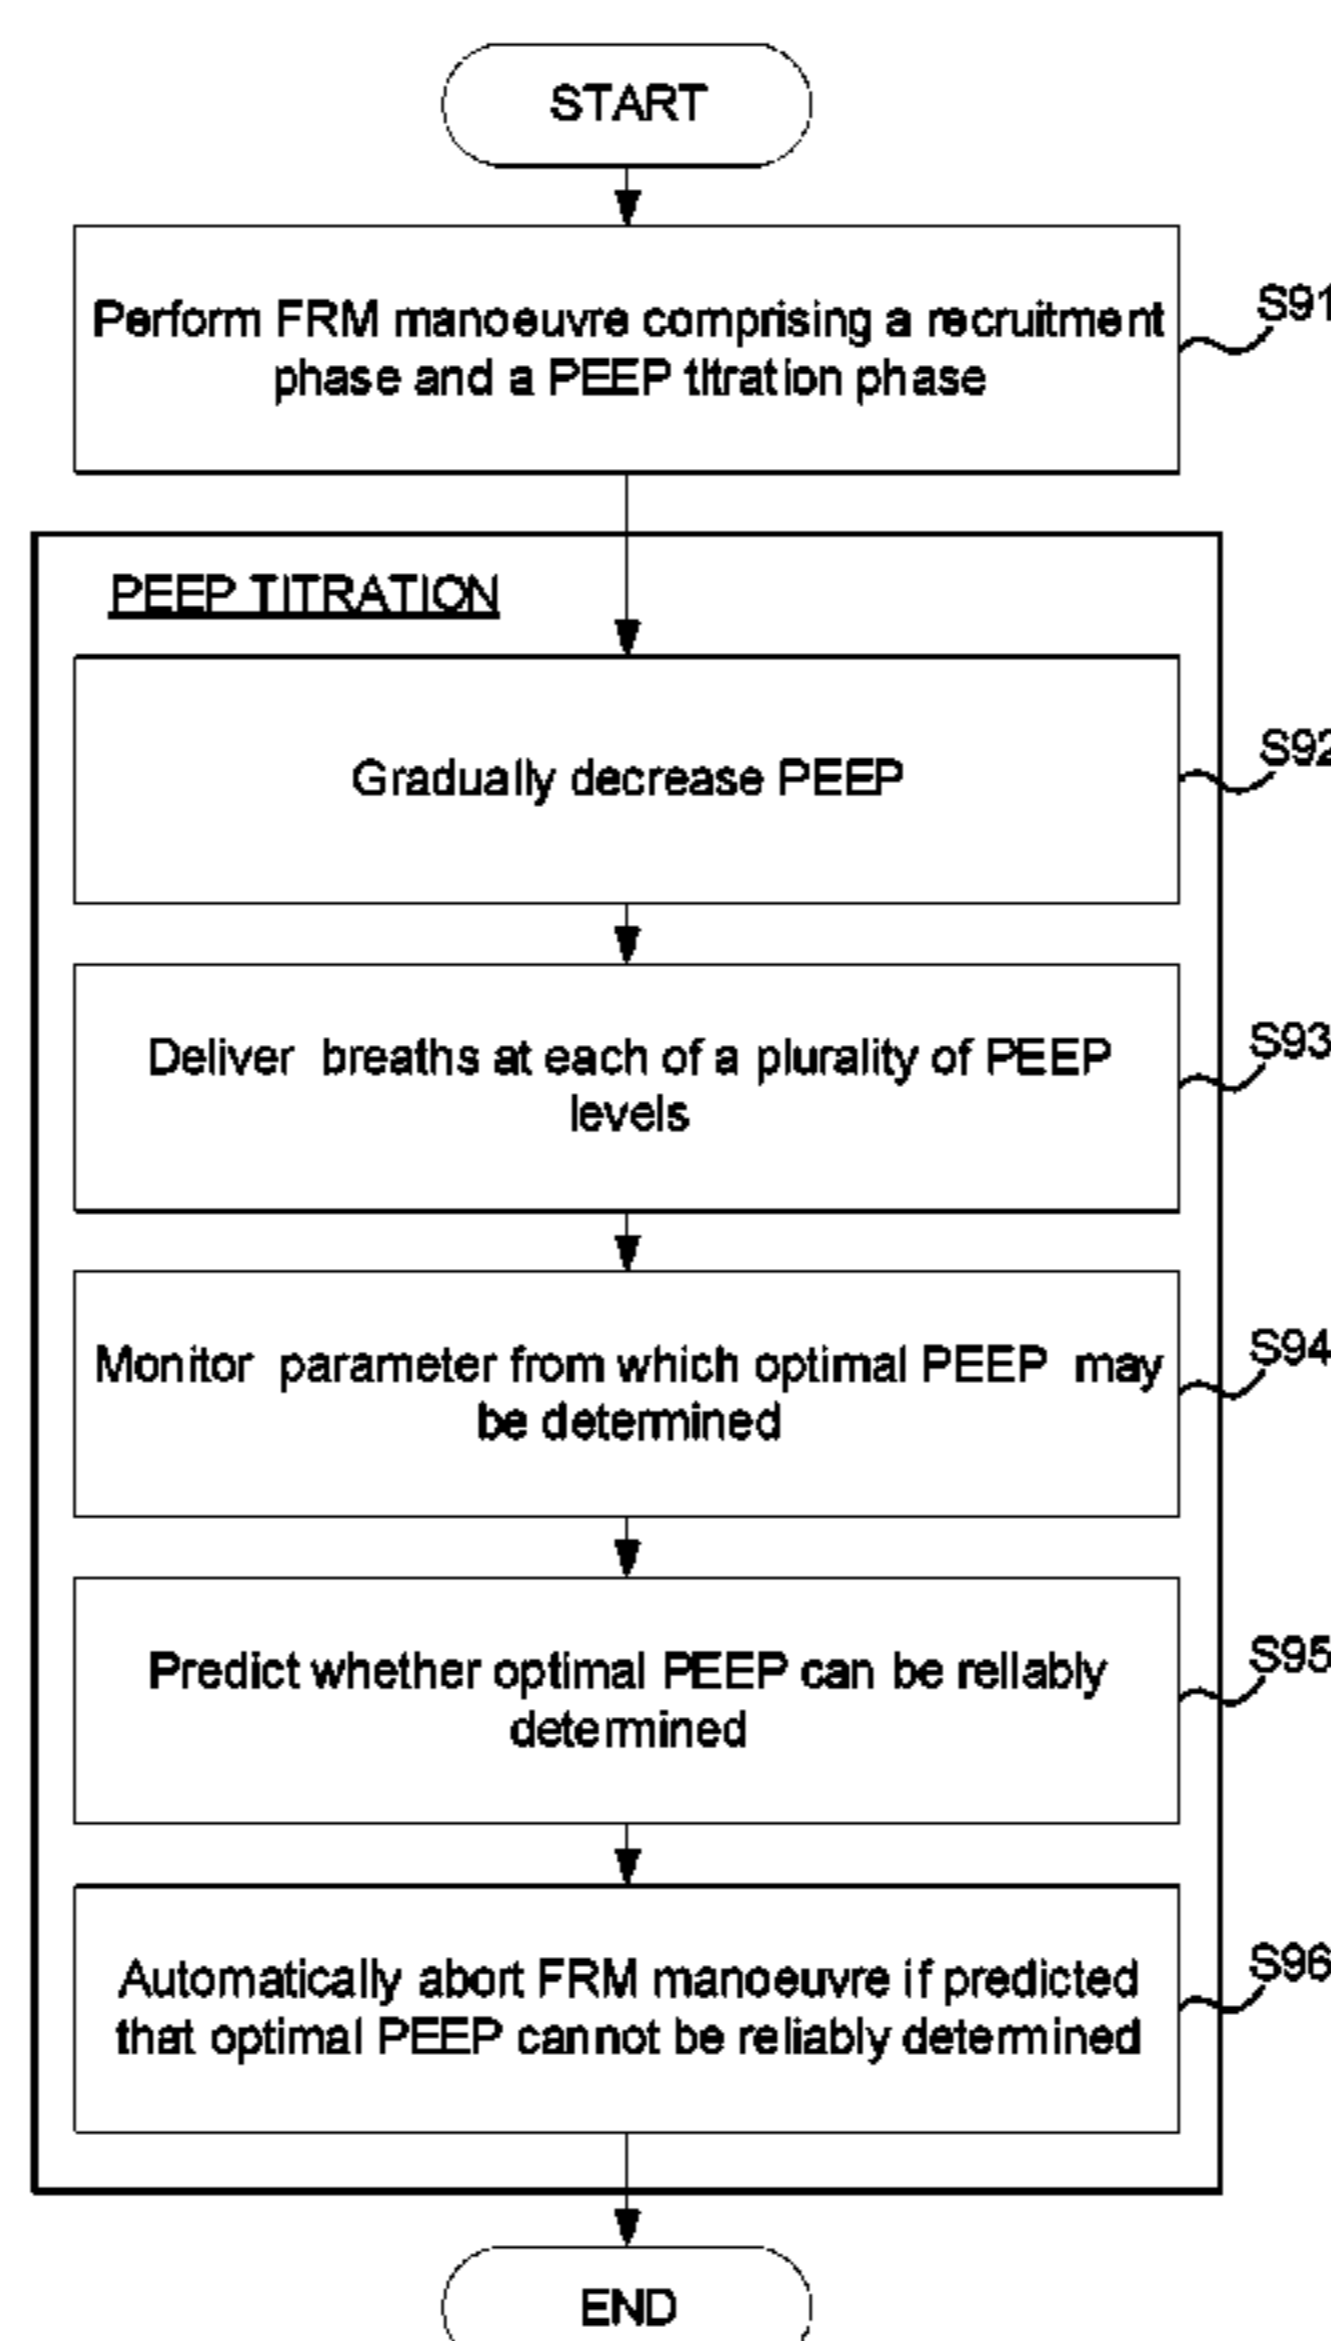 START
Perform FRM manoeuvre comprising a recruitment
phase and a PEEP titration phase
S91
PEEP TITRATION
Gradually decrease PEEP
S92
Deliver breaths at each of a plurality of PEEP
levels
S93
Monitor parameter from which optimal PEEP may
be determined
S94
Predict whether optimal PEEP can be reliably
determined
S95
Automatically abort FRM manoeuvre if predicted
that optimal PEEP cannot be reliably determined
S96
END